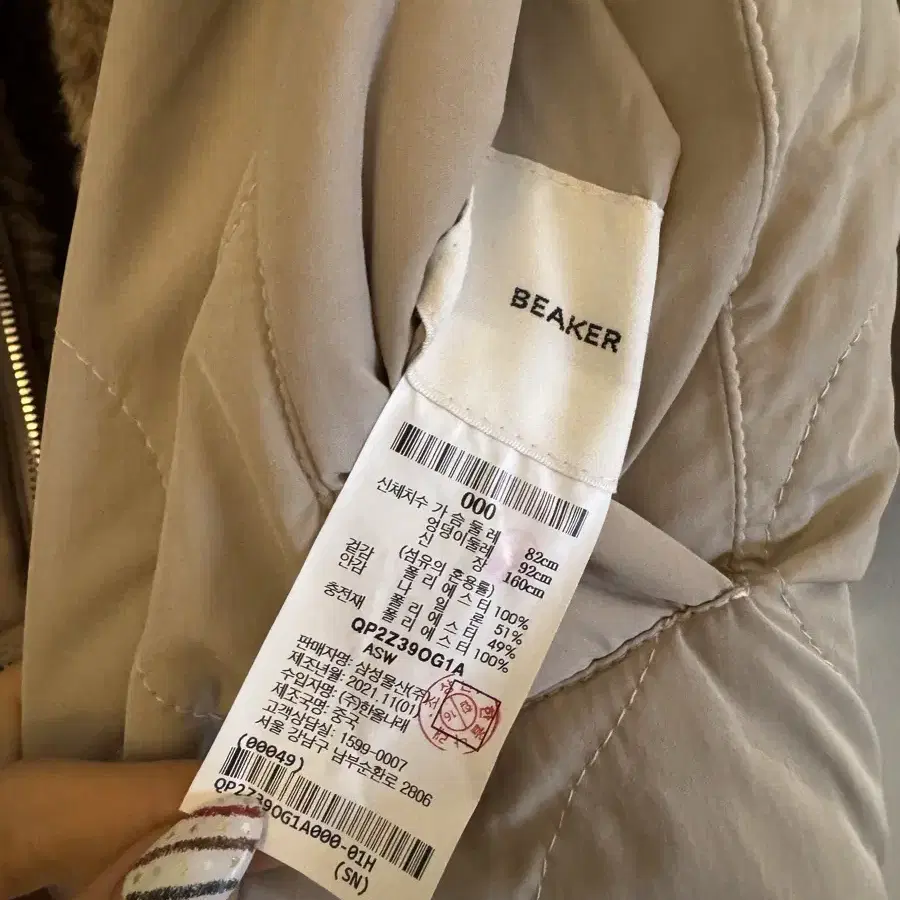 BEAKER
000
신체치수 가슴둘레 82cm
엉덩이둘레 92cm
신장 160cm
(섬유의 혼용률)
겉감 폴리에스터 100%
안감 나일론 51%
폴리에스터 49%
충전재 폴리에스터 100%
QP2Z39OG1A
ASW
판매자명: 삼성물산(주)
제조년월: 2021.11(01)
수입자명: (주)한올나래
제조국명: 중국
고객상담실: 1599-0007
서울 강남구 남부순환로 2806
(00049)
QP2Z39OG1A000-01H
(SN)